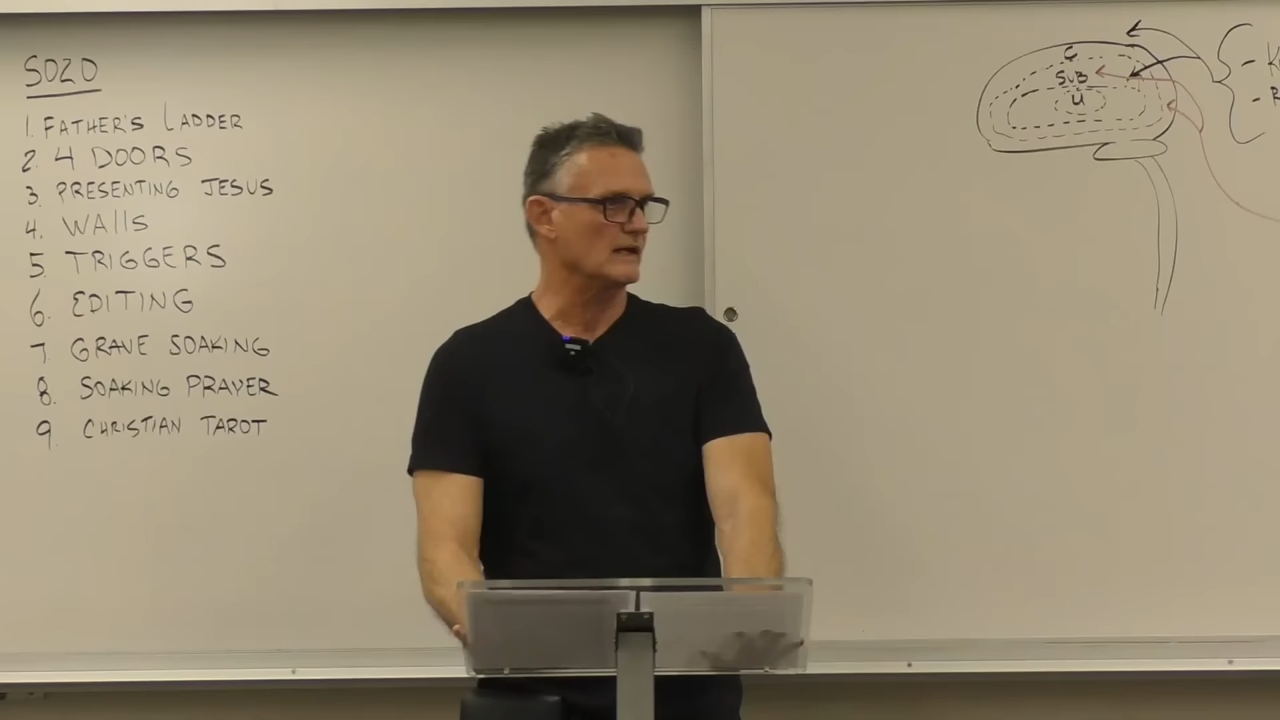 SOZO
1. FATHER'S LADDER
2. 4 DOORS
3. PRESENTING JESUS
4. WAllS
5. TRIGGERS
6. EDITING
7. GRAVE SOAKING
8. SOAKING PRAYER
9. CHRISTIAN TAROT
C
SUB
U